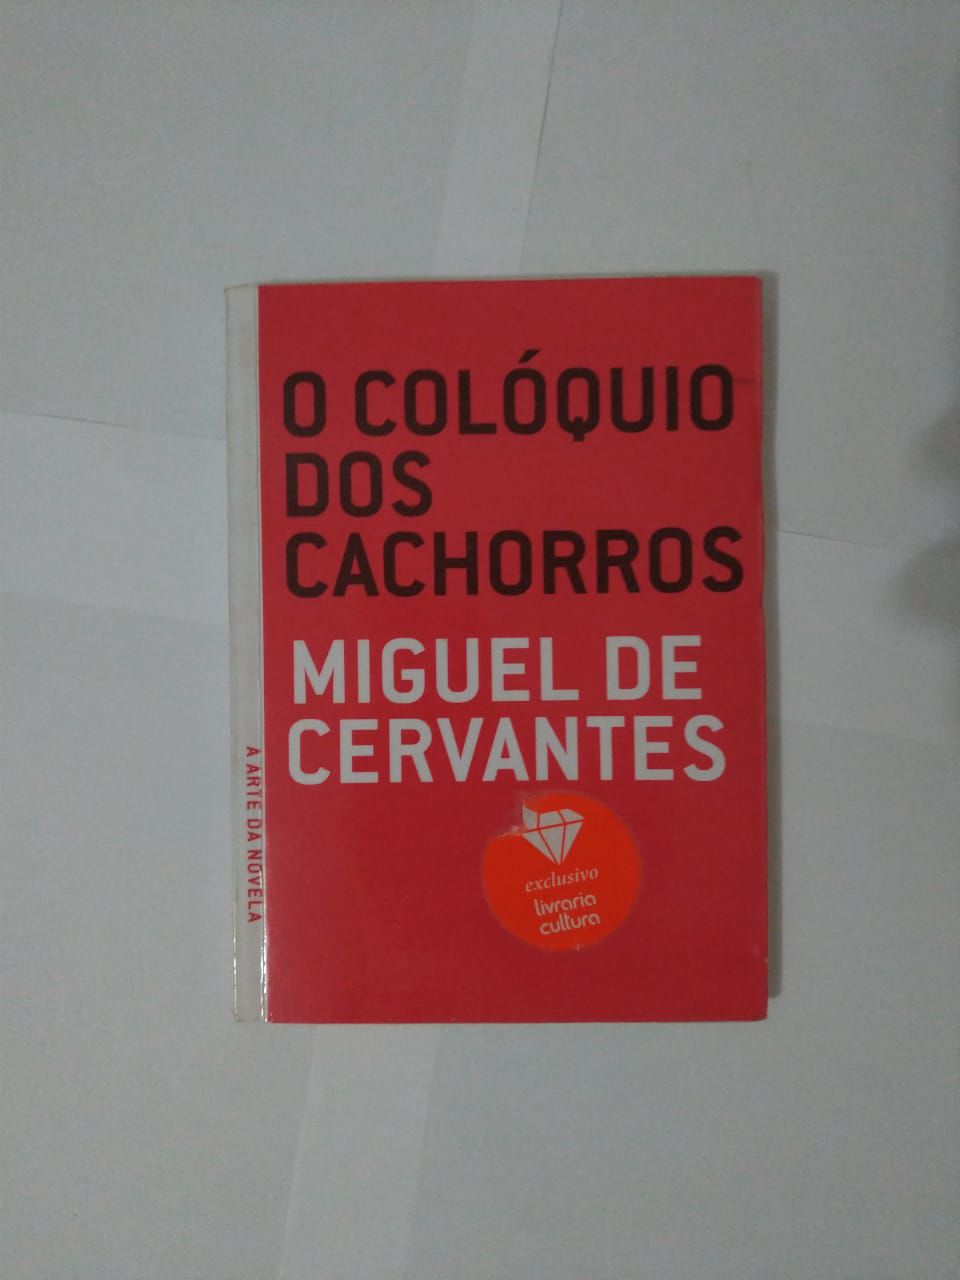 O COLÓQUIO
DOS
CACHORROS
MIGUEL DE
CERVANTES
exclusivo
livraria
cultura
A ARTE DA NOVELA